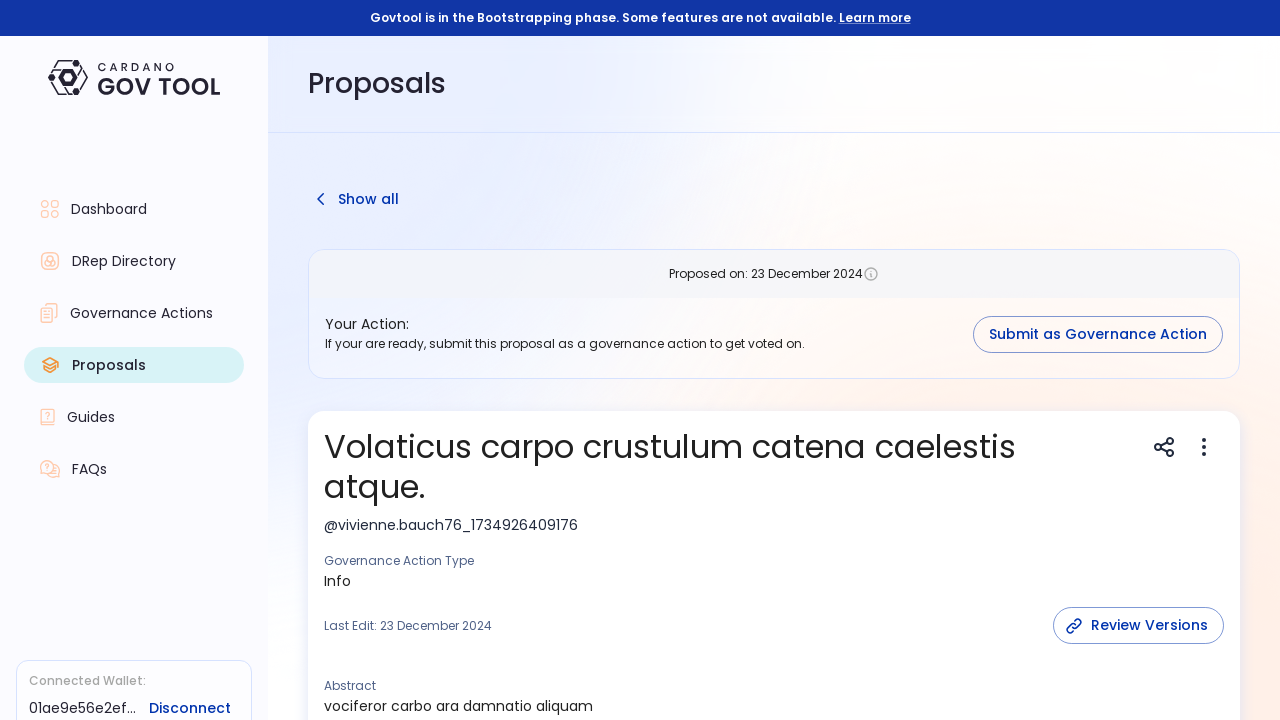 Govtool is in the Bootstrapping phase. Some features are not available. Learn more
CARDANO
GOV TOOL
Dashboard
DRep Directory
Governance Actions
Proposals
Guides
FAQs
Connected Wallet:
01ae9e56e2ef... Disconnect
Proposals
Show all
Proposed on: 23 December 2024
Your Action:
If your are ready, submit this proposal as a governance action to get voted on.
Submit as Governance Action
Volaticus carpo crustulum catena caelestis
atque.
@vivienne.bauch76_1734926409176
Governance Action Type
Info
Last Edit: 23 December 2024
Review Versions
Abstract
vociferor carbo ara damnatio aliquam